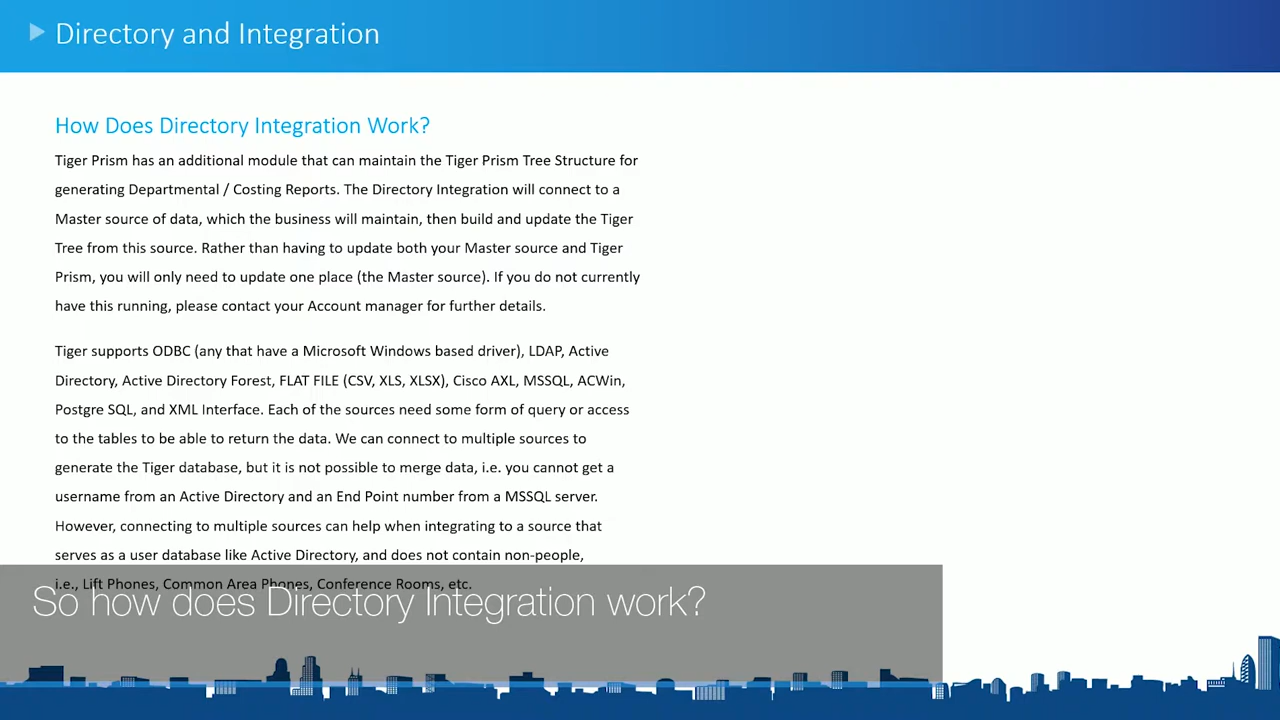 Directory and Integration
How Does Directory Integration Work?
Tiger Prism has an additional module that can maintain the Tiger Prism Tree Structure for
generating Departmental / Costing Reports. The Directory Integration will connect to a
Master source of data, which the business will maintain, then build and update the Tiger
Tree from this source. Rather than having to update both your Master source and Tiger
Prism, you will only need to update one place (the Master source). If you do not currently
have this running, please contact your Account manager for further details.
Tiger supports ODBC (any that have a Microsoft Windows based driver), LDAP, Active
Directory, Active Directory Forest, FLAT FILE (CSV, XLS, XLSX), Cisco AXL, MSSQL, ACWin,
Postgre SQL, and XML Interface. Each of the sources need some form of query or access
to the tables to be able to return the data. We can connect to multiple sources to
generate the Tiger database, but it is not possible to merge data, i.e. you cannot get a
username from an Active Directory and an End Point number from a MSSQL server.
However, connecting to multiple sources can help when integrating to a source that
serves as a user database like Active Directory, and does not contain non-people,
i.e., Lift Phones, Common Area Phones, Conference Rooms, etc.
So how does Directory Integration work?